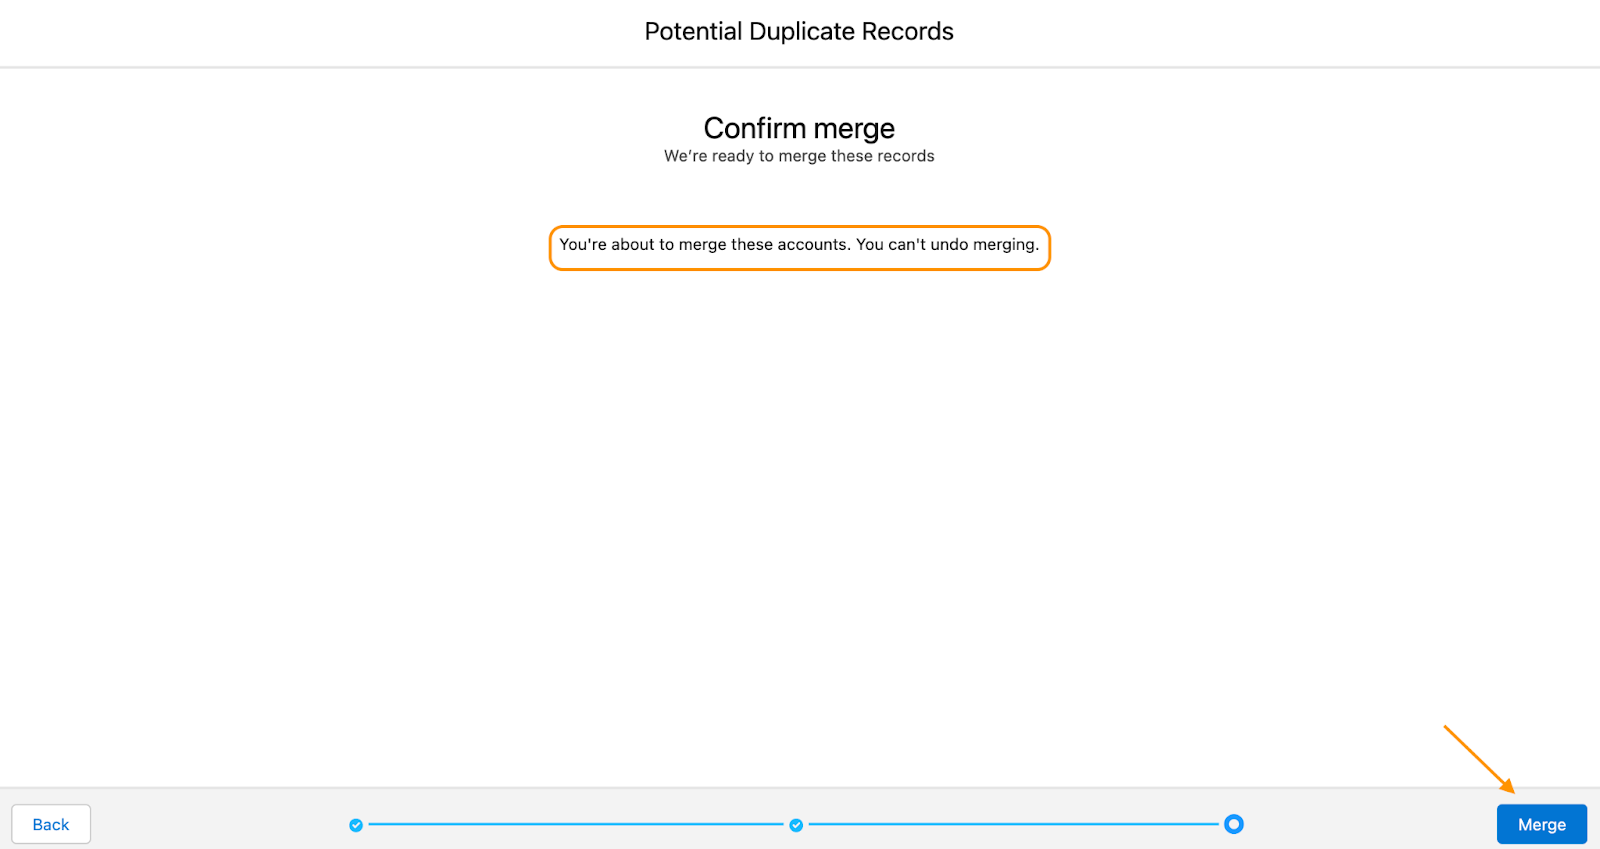 Potential Duplicate Records
Confirm merge
We’re ready to merge these records
You're about to merge these accounts. You can't undo merging.
Back
Merge